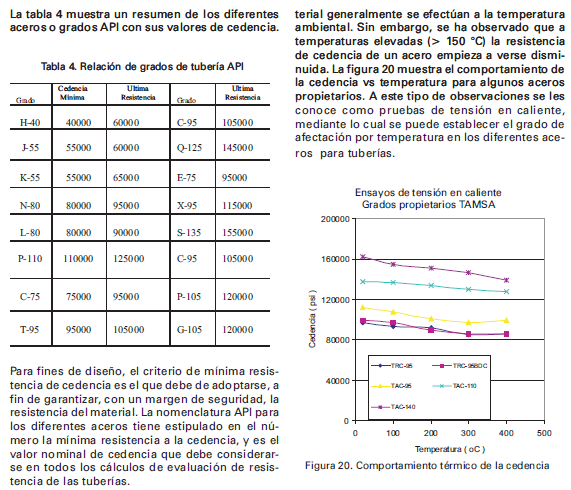 La tabla 4 muestra un resumen de los diferentes
aceros o grados API con sus valores de cedencia.
Tabla 4. Relación de grados de tubería API
Grado Cedencia Mínima Ultima Resistencia Grado Ultima Resistencia
H-40 40000 60000 C-95 105000
J-55 55000 60000 Q-125 145000
K-55 55000 65000 E-75 95000
N-80 80000 95000 X-95 115000
L-80 80000 90000 S-135 155000
P-110 110000 125000 C-95 105000
C-75 75000 95000 P-105 120000
T-95 95000 105000 G-105 120000
Para fines de diseño, el criterio de mínima resis-
tencia de cedencia es el que debe de adoptarse, a
fin de garantizar, con un margen de seguridad, la
resistencia del material. La nomenclatura API para
los diferentes aceros tiene estipulado en el nú-
mero la mínima resistencia a la cedencia, y es el
valor nominal de cedencia que debe considerar-
se en todos los cálculos de evaluación de resis-
tencia de las tuberías.
terial generalmente se efectúan a la temperatura
ambiental. Sin embargo, se ha observado que a
temperaturas elevadas (> 150 °C) la resistencia
de cedencia de un acero empieza a verse dismi-
nuida. La figura 20 muestra el comportamiento de
la cedencia vs temperatura para algunos aceros
propietarios. A este tipo de observaciones se les
conoce como pruebas de tensión en caliente,
mediante lo cual se puede establecer el grado de
afectación por temperatura en los diferentes ace-
ros para tuberías.
Ensayos de tensión en caliente
Grados propietarios TAMSA
200000
160000
120000
80000
40000
0
Cedencia ( psi )
TRC-95 TRC-95BDC
TAC-95 TAC-110
TAC-140
0 100 200 300 400 500
Temperatura ( oC )
Figura 20. Comportamiento térmico de la cedencia